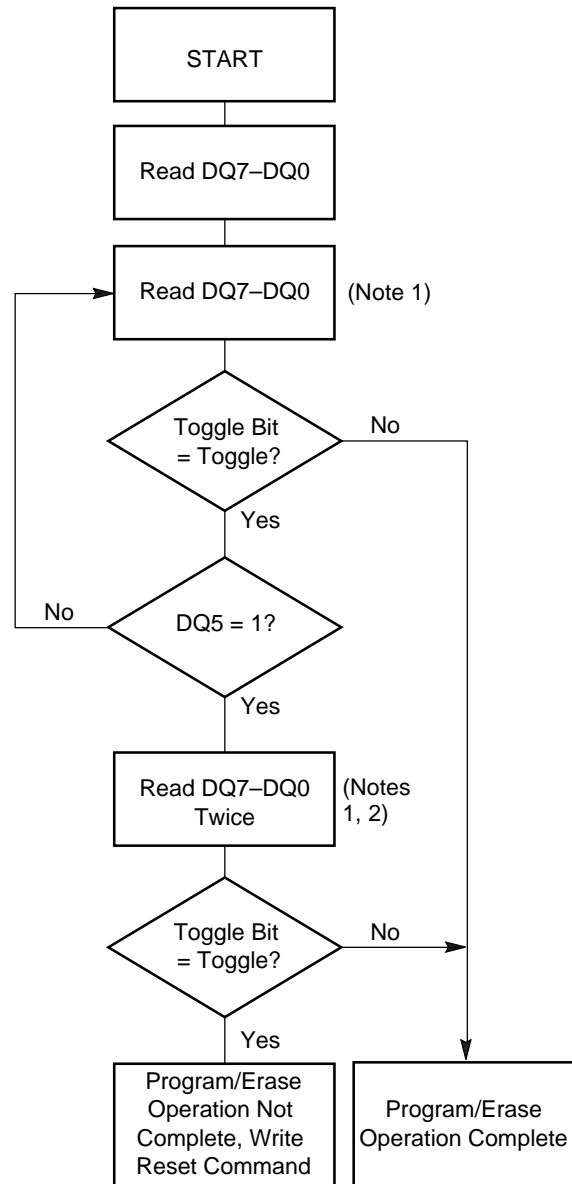 START
Read DQ7–DQ0
Read DQ7–DQ0
(Note 1)
Toggle Bit
= Toggle?
No
Yes
No
DQ5 = 1?
Yes
Read DQ7–DQ0
Twice
(Notes
1, 2)
Toggle Bit
= Toggle?
No
Yes
Program/Erase
Operation Not
Complete, Write
Reset Command
Program/Erase
Operation Complete